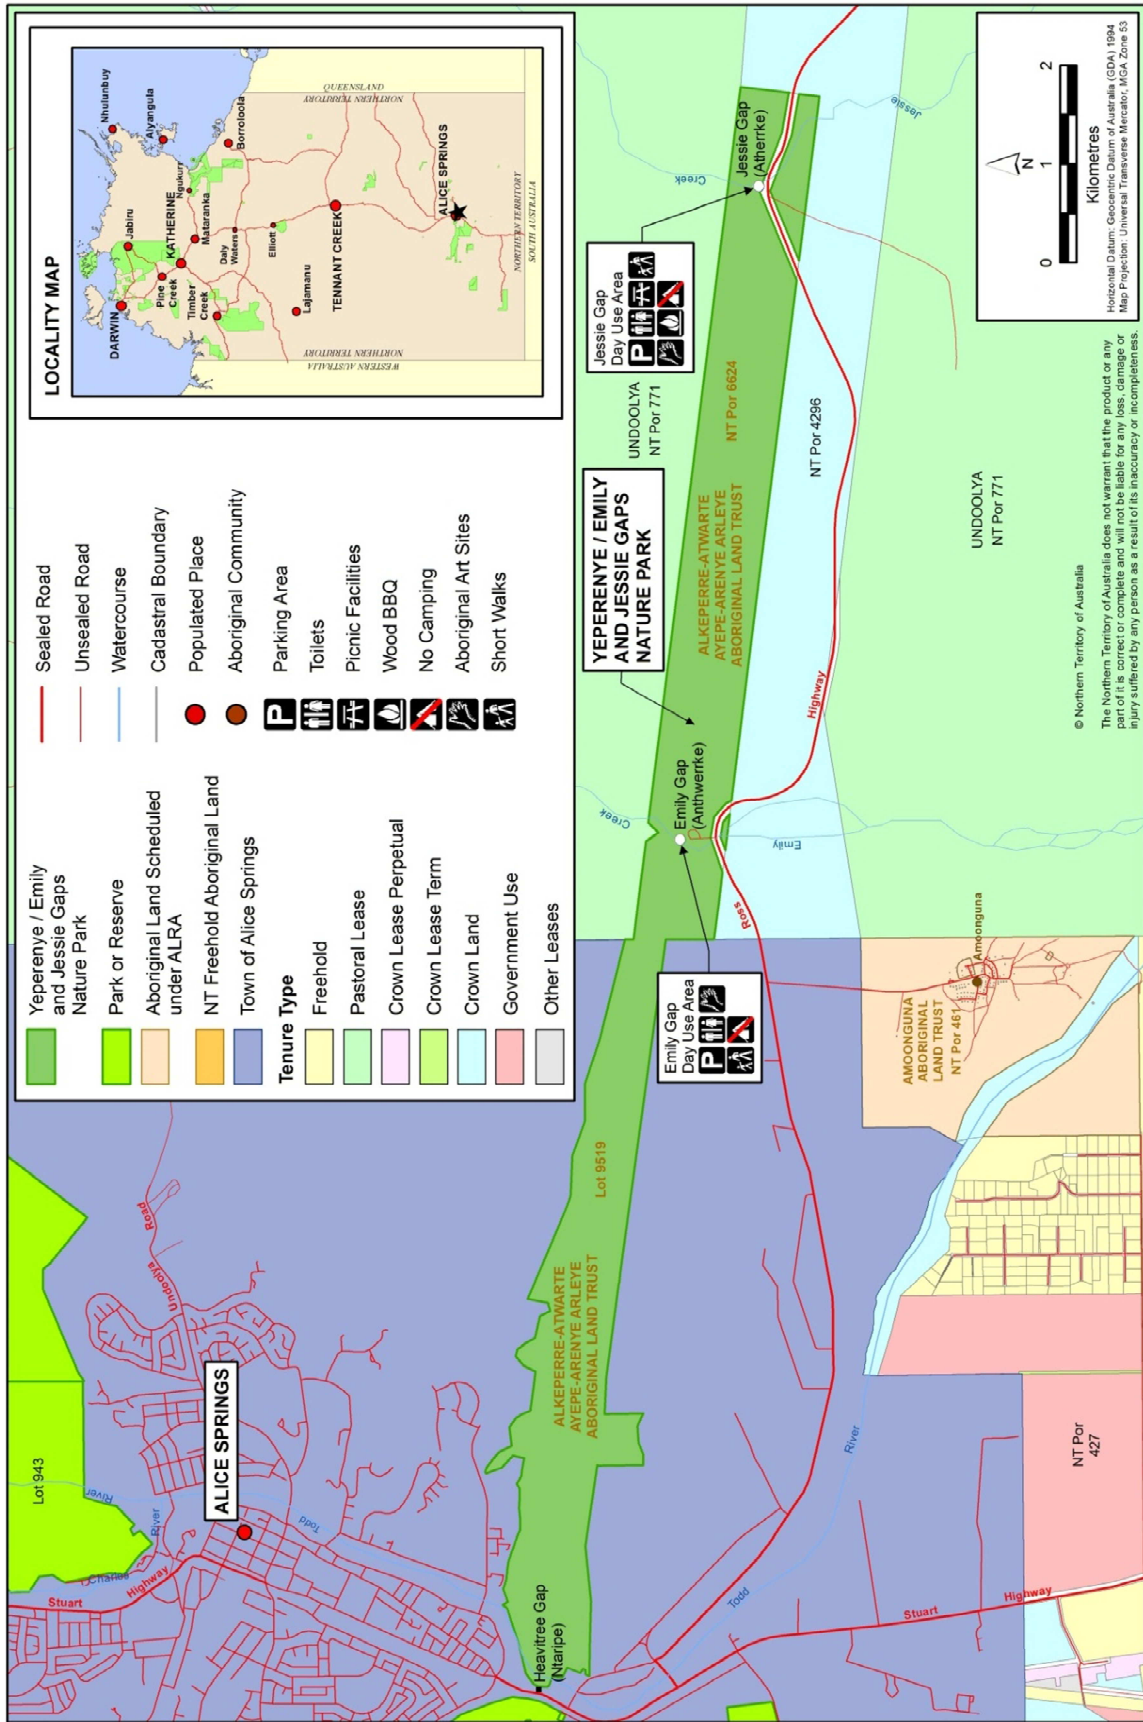 Yeperenye / Emily
and Jessie Gaps
Nature Park
Park or Reserve
Aboriginal Land Scheduled
under ALRA
NT Freehold Aboriginal Land
Town of Alice Springs
Tenure Type
Freehold
Pastoral Lease
Crown Lease Perpetual
Crown Lease Term
Crown Land
Government Use
Other Leases
Sealed Road
Unsealed Road
Watercourse
Cadastral Boundary
Populated Place
Aboriginal Community
P Parking Area
Toilets
Picnic Facilities
Wood BBQ
No Camping
Aboriginal Art Sites
Short Walks
LOCALITY MAP
DARWIN
Jabiru
Nhulunbuy
Alyangula
Pine
Creek
KATHERINE
Ngukurr
Timber
Creek
Mataranka
Borroloola
Daly
Waters
Elliott
Lajamanu
TENNANT CREEK
ALICE SPRINGS
WESTERN AUSTRALIA
NORTHERN TERRITORY
NORTHERN TERRITORY
QUEENSLAND
NORTHERN TERRITORY
SOUTH AUSTRALIA
Lot 943
ALICE SPRINGS
Undoolya
Road
Stuart
Highway
Charles
River
River
Todd
Heavitree Gap
(Ntaripe)
ALKEPERRE-ATWARTE
AYEPE-ARENYE ARLEYE
ABORIGINAL LAND TRUST
Lot 9519
Emily Gap
Day Use Area
P
Creek
Emily Gap
(Anthwerrke)
Emily
YEPERENYE / EMILY
AND JESSIE GAPS
NATURE PARK
ALKEPERRE-ATWARTE
AYEPE-ARENYE ARLEYE
ABORIGINAL LAND TRUST
NT Por 6624
UNDOOLYA
NT Por 771
Jessie Gap
Day Use Area
P
Creek
Jessie Gap
(Atherrke)
Jessie
Ross
Highway
NT Por 4296
UNDOOLYA
NT Por 771
AMOONGUNA
ABORIGINAL
LAND TRUST
NT Por 461
Amoonguna
Todd
River
Stuart
Highway
NT Por
427
© Northern Territory of Australia
The Northern Territory of Australia does not warrant that the product or any
part of it is correct or complete and will not be liable for any loss, damage or
injury suffered by any person as a result of its inaccuracy or incompleteness.
N
0 1 2
Kilometres
Horizontal Datum: Geocentric Datum of Australia (GDA) 1994
Map Projection: Universal Transverse Mercator, MGA Zone 53